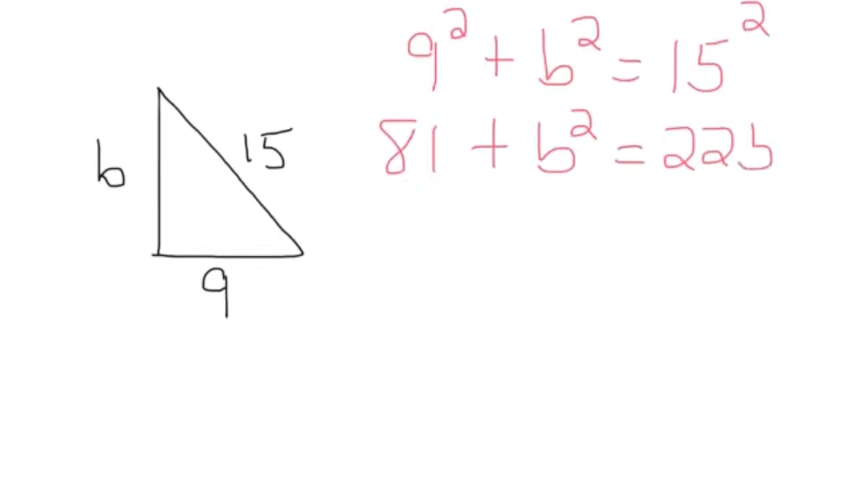 9² + b² = 15²
81 + b² = 225
b
15
9